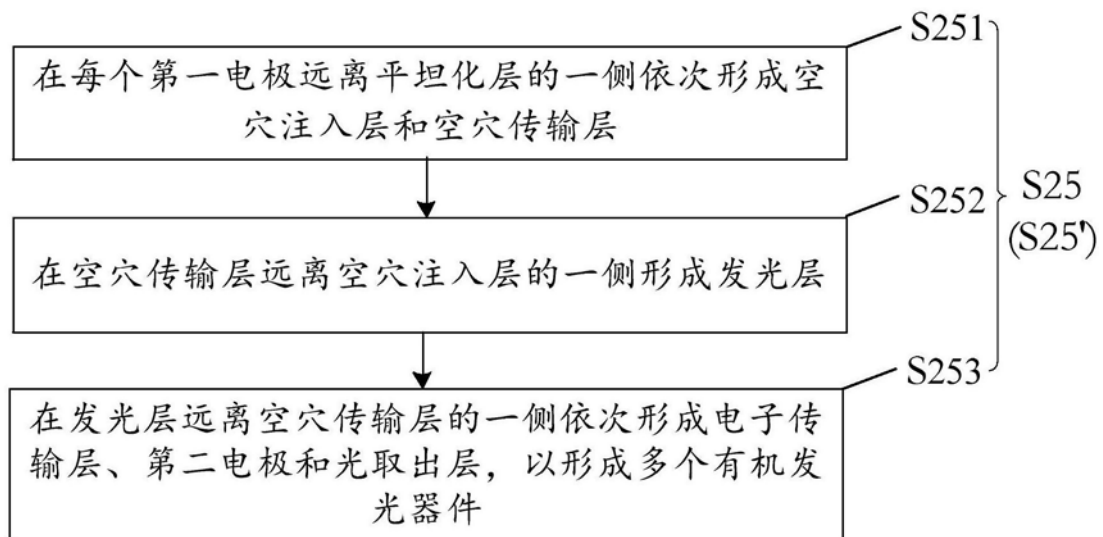 S251
在每个第一电极远离平坦化层的一侧依次形成空
穴注入层和空穴传输层
S252
在空穴传输层远离空穴注入层的一侧形成发光层
S253
在发光层远离空穴传输层的一侧依次形成电子传
输层、第二电极和光取出层，以形成多个有机发
光器件
S25
(S25')